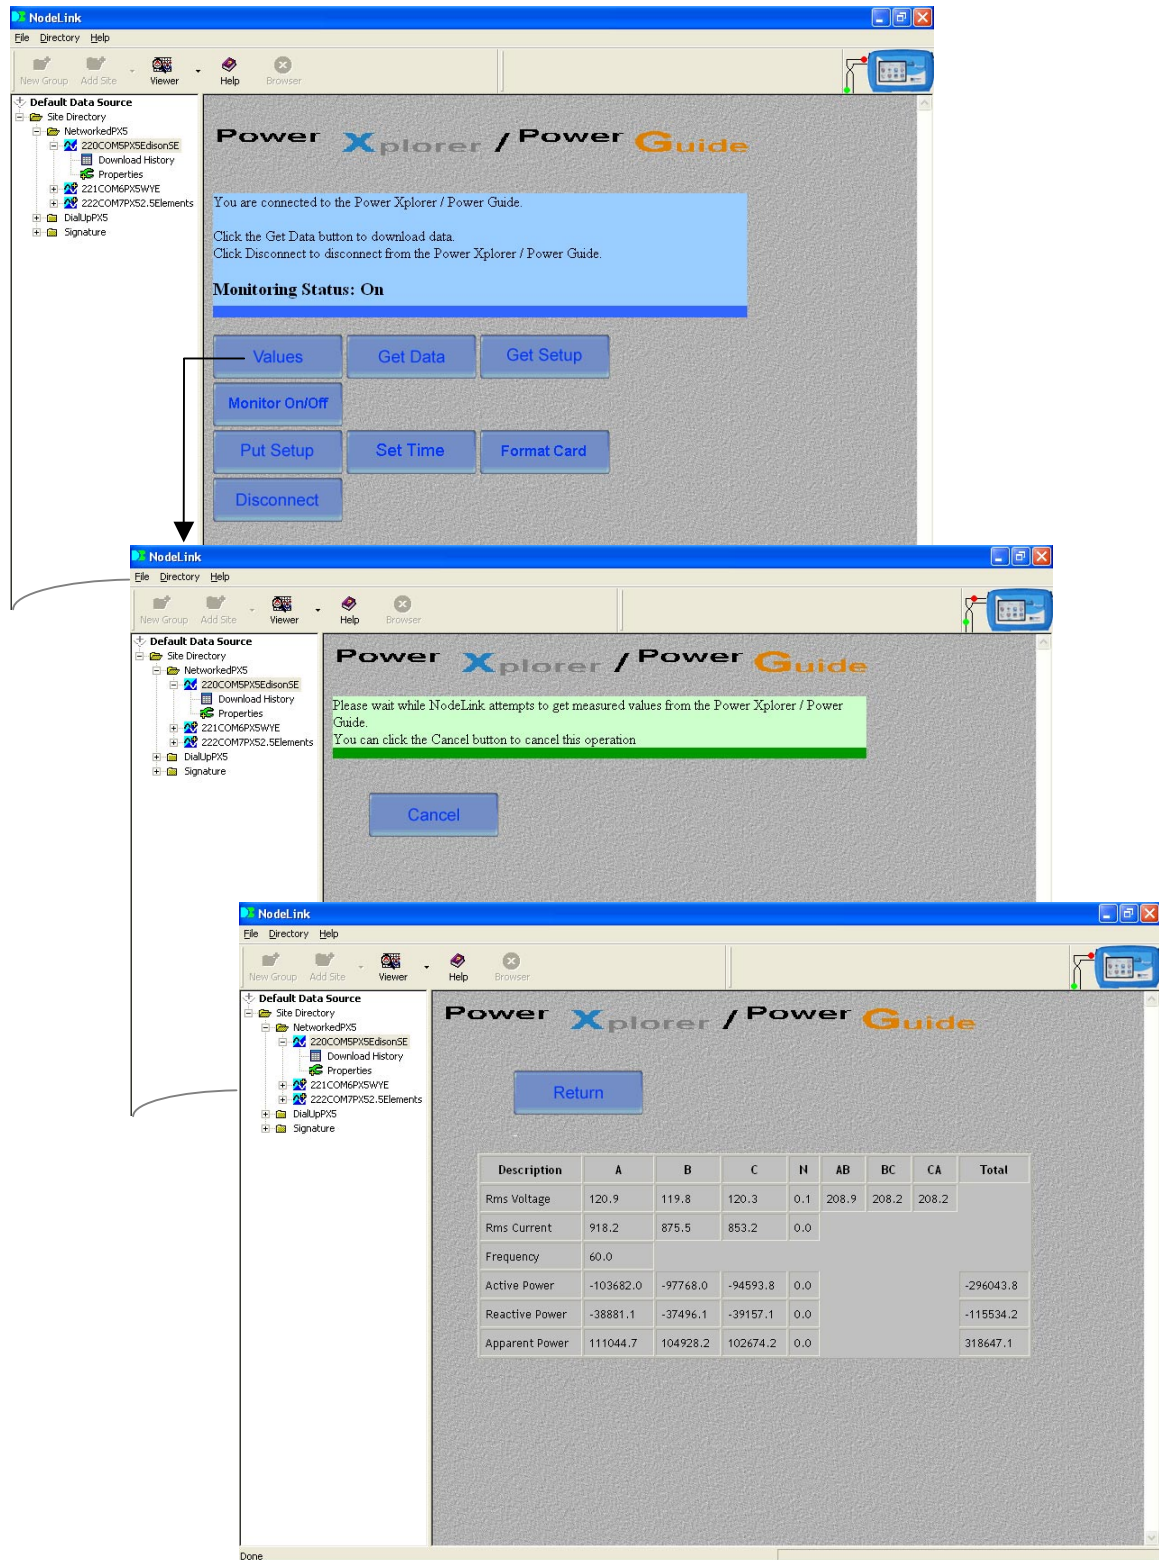 NodeLink
File Directory Help
New Group Add Site Viewer Help Browser
Default Data Source
Site Directory
NetworkedPX5
220COM5PX5EdisonSE
Download History
Properties
221COM6PX5WYE
222COM7PX52.5Elements
DialUpPX5
Signature
Power Xplorer / Power Guide
You are connected to the Power Xplorer / Power Guide.
Click the Get Data button to download data.
Click Disconnect to disconnect from the Power Xplorer / Power Guide.
Monitoring Status: On
Values Get Data Get Setup
Monitor On/Off
Put Setup Set Time Format Card
Disconnect
NodeLink
File Directory Help
New Group Add Site Viewer Help Browser
Default Data Source
Site Directory
NetworkedPX5
220COM5PX5EdisonSE
Download History
Properties
221COM6PX5WYE
222COM7PX52.5Elements
DialUpPX5
Signature
Power Xplorer / Power Guide
Please wait while NodeLink attempts to get measured values from the Power Xplorer / Power
Guide.
You can click the Cancel button to cancel this operation
Cancel
NodeLink
File Directory Help
New Group Add Site Viewer Help Browser
Default Data Source
Site Directory
NetworkedPX5
220COM5PX5EdisonSE
Download History
Properties
221COM6PX5WYE
222COM7PX52.5Elements
DialUpPX5
Signature
Power Xplorer / Power Guide
Return
Description A B C N AB BC CA Total
Rms Voltage 120.9 119.8 120.3 0.1 208.9 208.2 208.2
Rms Current 918.2 875.5 853.2 0.0
Frequency 60.0
Active Power -103682.0 -97768.0 -94593.8 0.0 -296043.8
Reactive Power -38881.1 -37496.1 -39157.1 0.0 -115534.2
Apparent Power 111044.7 104928.2 102674.2 0.0 318647.1
Done